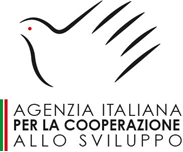 AGENZIA ITALIANA
PER LA COOPERAZIONE
ALLO SVILUPPO